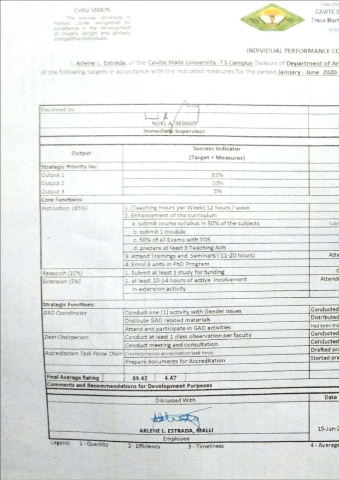 CVSU VISION
The premier university in
historic Cavite recognized for
excellence in the development
of morally upright and globally
competitive individuals.
CAVITE S
Trece Mart
INDIVIDUAL PERFORMANCE CO
I, Arlene L. Estrada, of the Cavite State University -T3 Campus Division of Department of Ar
of the following targets in accordance with the indicated measures for the period January - June 2020
Reviewed by:
NOEL A. SEDIGO
Immediate Supervisor
Output
Success Indicator
(Target + Measures)
Strategic Priority No:
Output 1 85%
Output 2 10%
Output 3 5%
Core Functions:
Instruction (85%) 1. (Teaching Hours per Week) 12 hours / week
2. Enhancement of the curriculum
a. submit course syllabus in 50% of the subjects
b. submit 1 module
c. 50% of all Exams with TOS
d. prepare at least 3 Teaching Aids
3. Attend Trainings and Seminars (11-20 hours) Atte
4. Enrol 3 units in PhD Program
Research (10%) 1. Submit at least 1 study for funding
Extension (5%) 1. at least 10-14 hours of active involvement Attende
in extension activity
Strategic Functions:
GAD Coordinator Conduct one (1) activity with Gender Issues Conducted
Distibute GAD related materials Distributed
Attend and participate in GAD activities Had been the
Dept Chairperson Conduct at least 1 class observation per faculty Conducted
Conduct meeting and consultation Conducted
Accreditation Task Force Chair accreditation task force Drafted
Prepare documents for Accreditation Started pre
Final Average Rating 89.62 4.47
Comments and Recommendations for Development Purposes
Discussed With Date
ARLENE L. ESTRADA, MALLI 15-Jun-2
Employee
Legend: 1 - Quantity 2 - Efficiency 3 - Timeliness 4 - Average